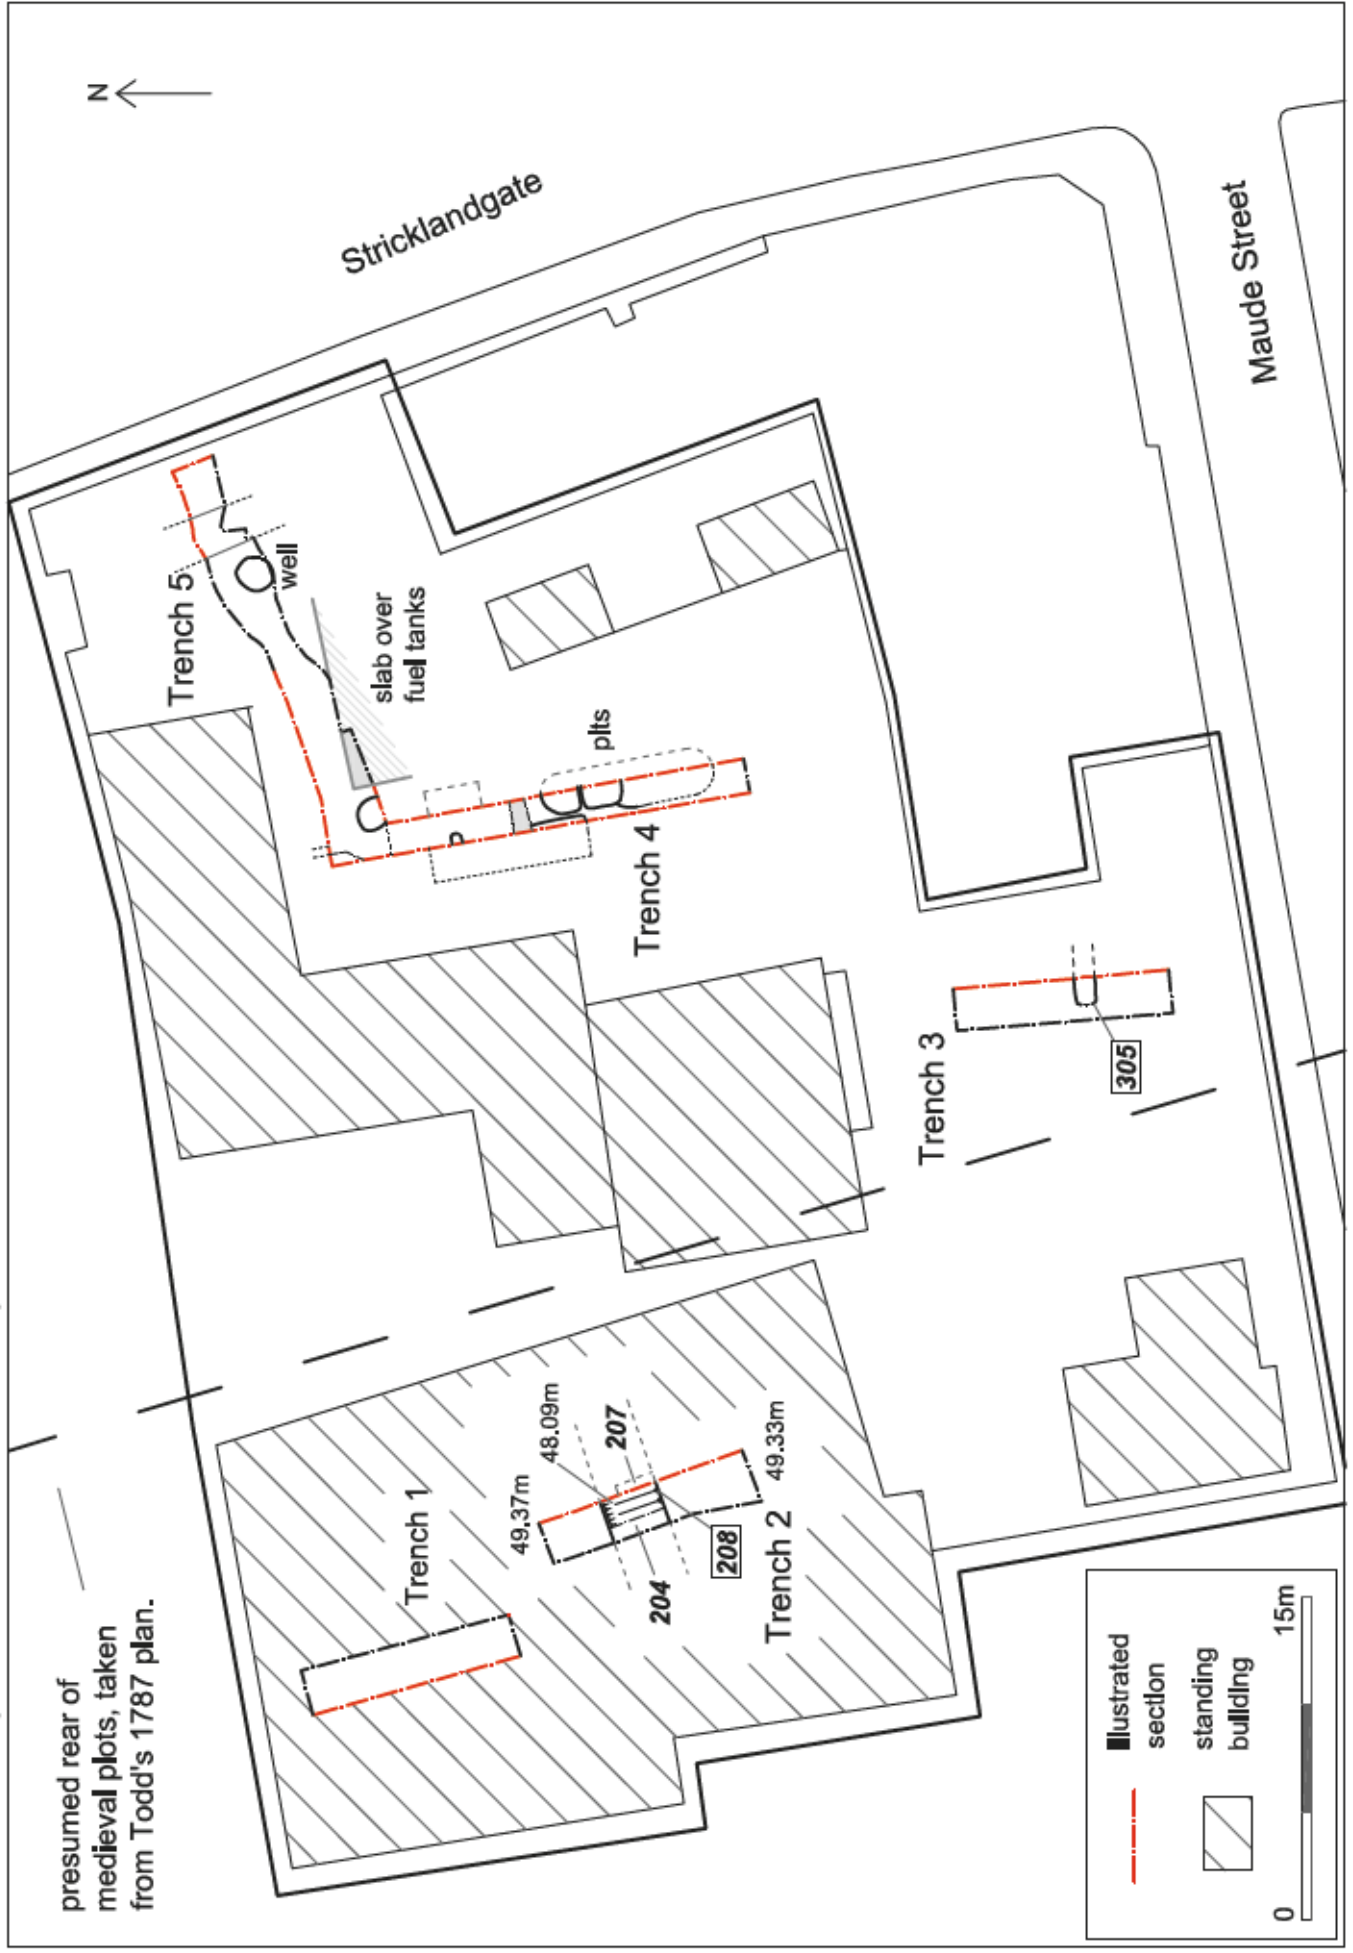 presumed rear of
medieval plots, taken
from Todd's 1787 plan.
N
Stricklandgate
Maude Street
Trench 5
well
slab over
fuel tanks
pits
Trench 4
Trench 3
305
Trench 1
49.37m
48.09m
207
204
208
49.33m
Trench 2
illustrated
section
standing
building
0
15m